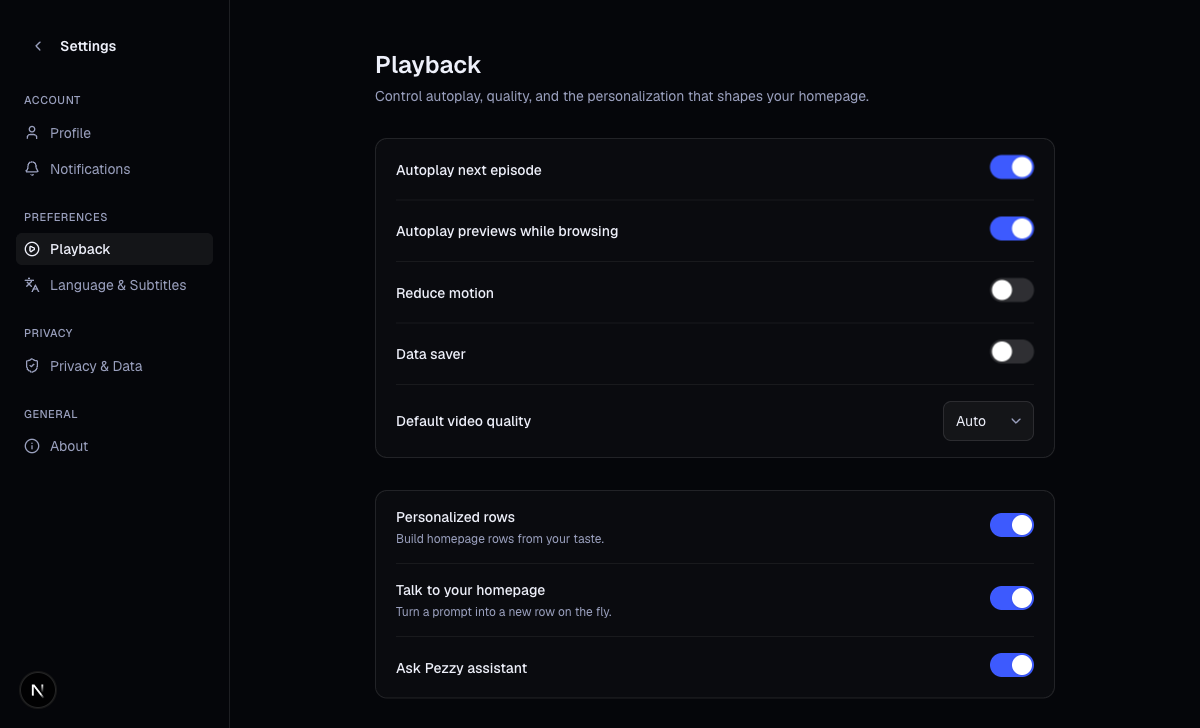 Settings
ACCOUNT
Profile
Notifications
PREFERENCES
Playback
Language & Subtitles
PRIVACY
Privacy & Data
GENERAL
About
N
Playback
Control autoplay, quality, and the personalization that shapes your homepage.
Autoplay next episode
Autoplay previews while browsing
Reduce motion
Data saver
Default video quality
Auto
Personalized rows
Build homepage rows from your taste.
Talk to your homepage
Turn a prompt into a new row on the fly.
Ask Pezzy assistant